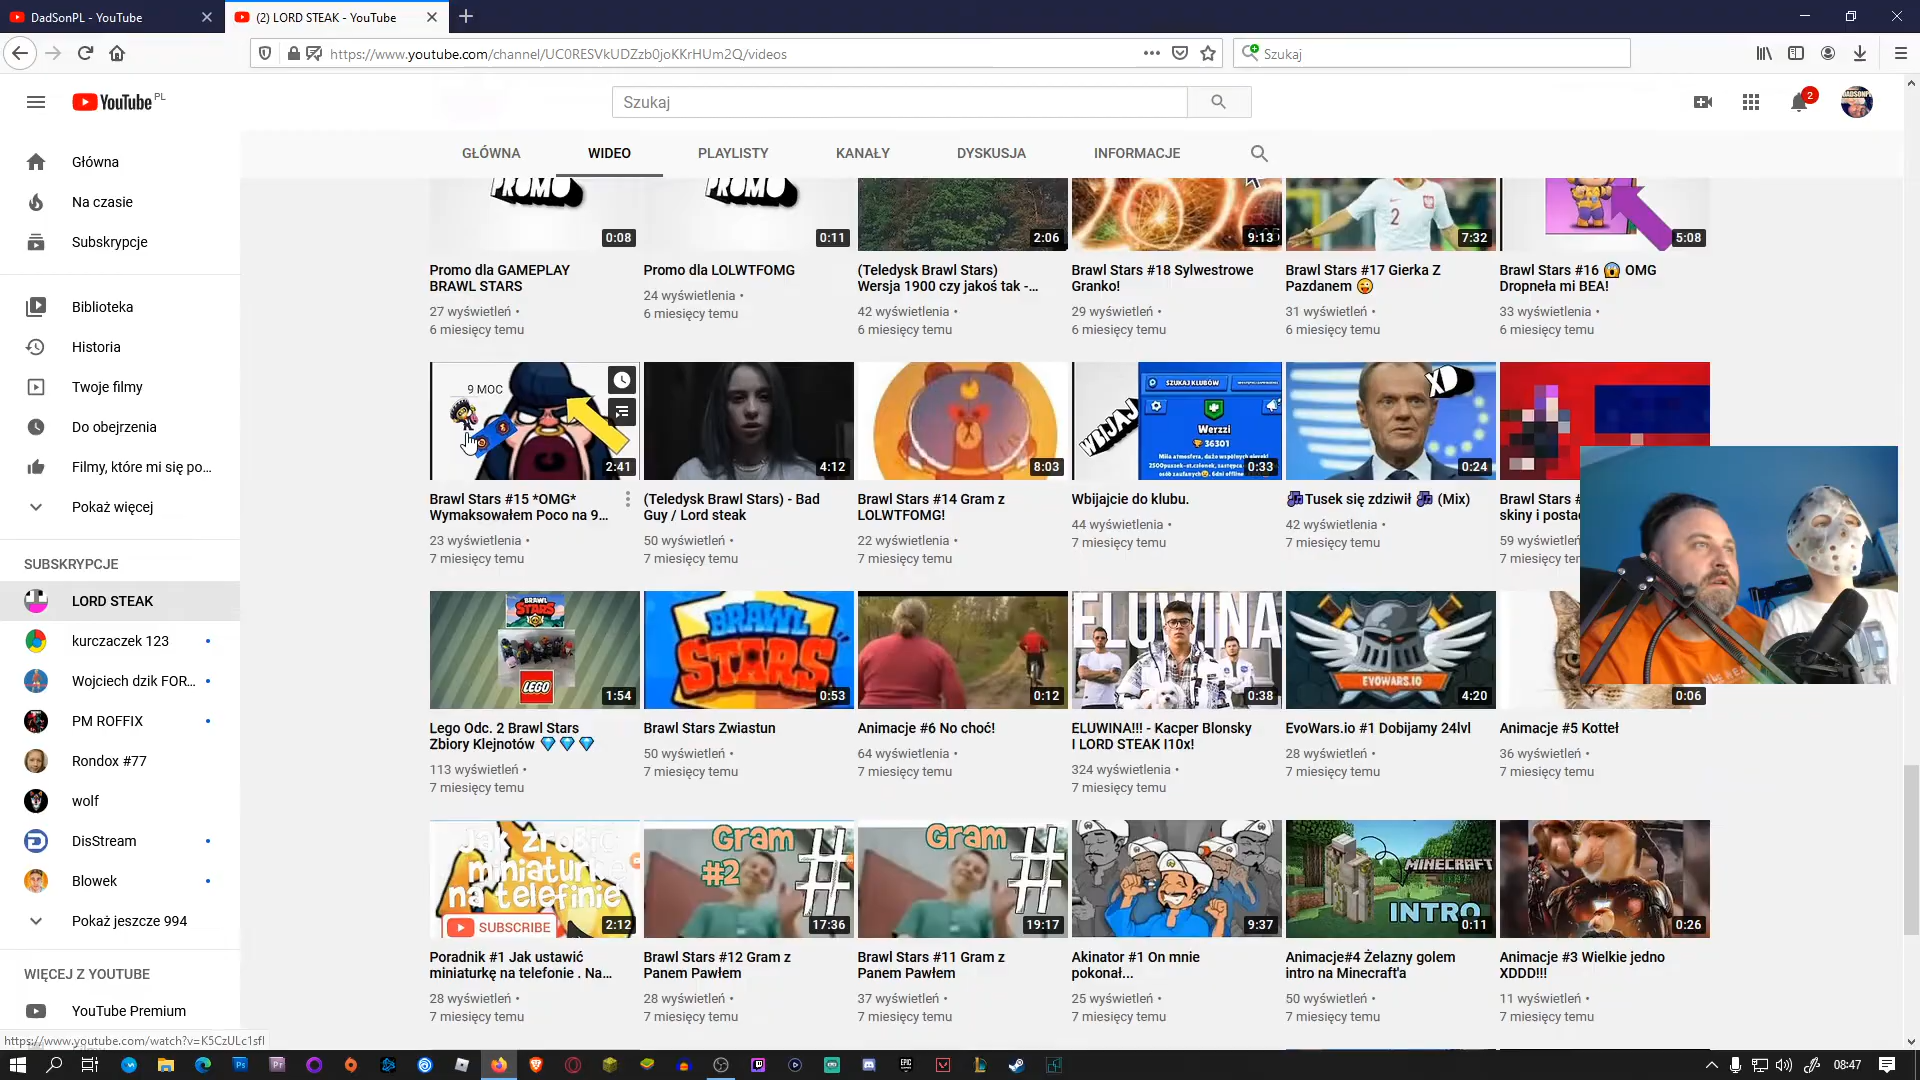 DadSonPL - YouTube
(2) LORD STEAK - YouTube
https://www.youtube.com/channel/UC0RESVkUDZzb0joKKrHUm2Q/videos
Szukaj
YouTube PL
Szukaj
2
GŁÓWNA
WIDEO
PLAYLISTY
KANAŁY
DYSKUSJA
INFORMACJE
Główna
Na czasie
Subskrypcje
Biblioteka
Historia
Twoje filmy
Do obejrzenia
Filmy, które mi się po...
Pokaż więcej
SUBSKRYPCJE
LORD STEAK
kurczaczek 123
Wojciech dzik FOR...
PM ROFFIX
Rondox #77
wolf
DisStream
Blowek
Pokaż jeszcze 994
WIĘCEJ Z YOUTUBE
YouTube Premium
PROMO
0:08
Promo dla GAMEPLAY
BRAWL STARS
27 wyświetleń •
6 miesięcy temu
PROMO
0:11
Promo dla LOLWTFOMG
24 wyświetlenia •
6 miesięcy temu
2:06
(Teledysk Brawl Stars)
Wersja 1900 czy jakoś tak -...
42 wyświetlenia •
6 miesięcy temu
9:13
Brawl Stars #18 Sylwestrowe
Granko!
29 wyświetleń •
6 miesięcy temu
2
7:32
Brawl Stars #17 Gierka Z
Pazdanem 😜
31 wyświetleń •
6 miesięcy temu
5:08
Brawl Stars #16 😱 OMG
Dropneła mi BEA!
33 wyświetlenia •
6 miesięcy temu
9 MOC
2:41
Brawl Stars #15 *OMG*
Wymaksowałem Poco na 9...
23 wyświetlenia •
7 miesięcy temu
4:12
(Teledysk Brawl Stars) - Bad
Guy / Lord steak
50 wyświetleń •
7 miesięcy temu
8:03
Brawl Stars #14 Gram z
LOLWTFOMG!
22 wyświetlenia •
7 miesięcy temu
WBIJAJ
SZUKAJ KLUBÓW
Werzzi
36301
0:33
Wbijajcie do klubu.
44 wyświetlenia •
7 miesięcy temu
XD
0:24
🎳Tusek się zdziwił 🎳 (Mix)
42 wyświetlenia •
7 miesięcy temu
Brawl Stars #
skiny i posta
59 wyświetleń
7 miesięcy tem
BRAWL
STARS
LEGO
1:54
Lego Odc. 2 Brawl Stars
Zbiory Klejnotów 💎 💎 💎
113 wyświetleń •
7 miesięcy temu
BRAWL
STARS
0:53
Brawl Stars Zwiastun
50 wyświetleń •
7 miesięcy temu
0:12
Animacje #6 No choć!
64 wyświetlenia •
7 miesięcy temu
ELUWINA
0:38
ELUWINA!!! - Kacper Blonsky
I LORD STEAK I10x!
324 wyświetlenia •
7 miesięcy temu
EVOWARS.IO
4:20
EvoWars.io #1 Dobijamy 24lvl
28 wyświetleń •
7 miesięcy temu
0:06
Animacje #5 Kotteł
36 wyświetleń •
7 miesięcy temu
Jak zrobić
miniaturkę
na telefinie
SUBSCRIBE
2:12
Poradnik #1 Jak ustawić
miniaturkę na telefonie . Na...
28 wyświetleń •
7 miesięcy temu
Gram
#2
#
17:36
Brawl Stars #12 Gram z
Panem Pawłem
28 wyświetleń •
7 miesięcy temu
Gram
#
19:17
Brawl Stars #11 Gram z
Panem Pawłem
37 wyświetleń •
7 miesięcy temu
9:37
Akinator #1 On mnie
pokonał...
25 wyświetleń •
7 miesięcy temu
MINECRAFT
INTRO
0:11
Animacje#4 Żelazny golem
intro na Minecraft'a
50 wyświetleń •
7 miesięcy temu
0:26
Animacje #3 Wielkie jedno
XDDD!!!
11 wyświetleń •
7 miesięcy temu
https://www.youtube.com/watch?v=K5CzULc1sfI
08:47